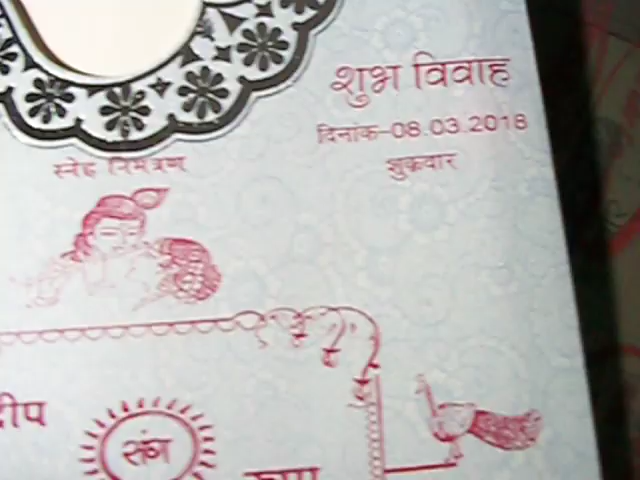 शुभ विवाह
दिनांक-08.03.2018
शुक्रवार
स्नेह निमंत्रण
दीप
संग